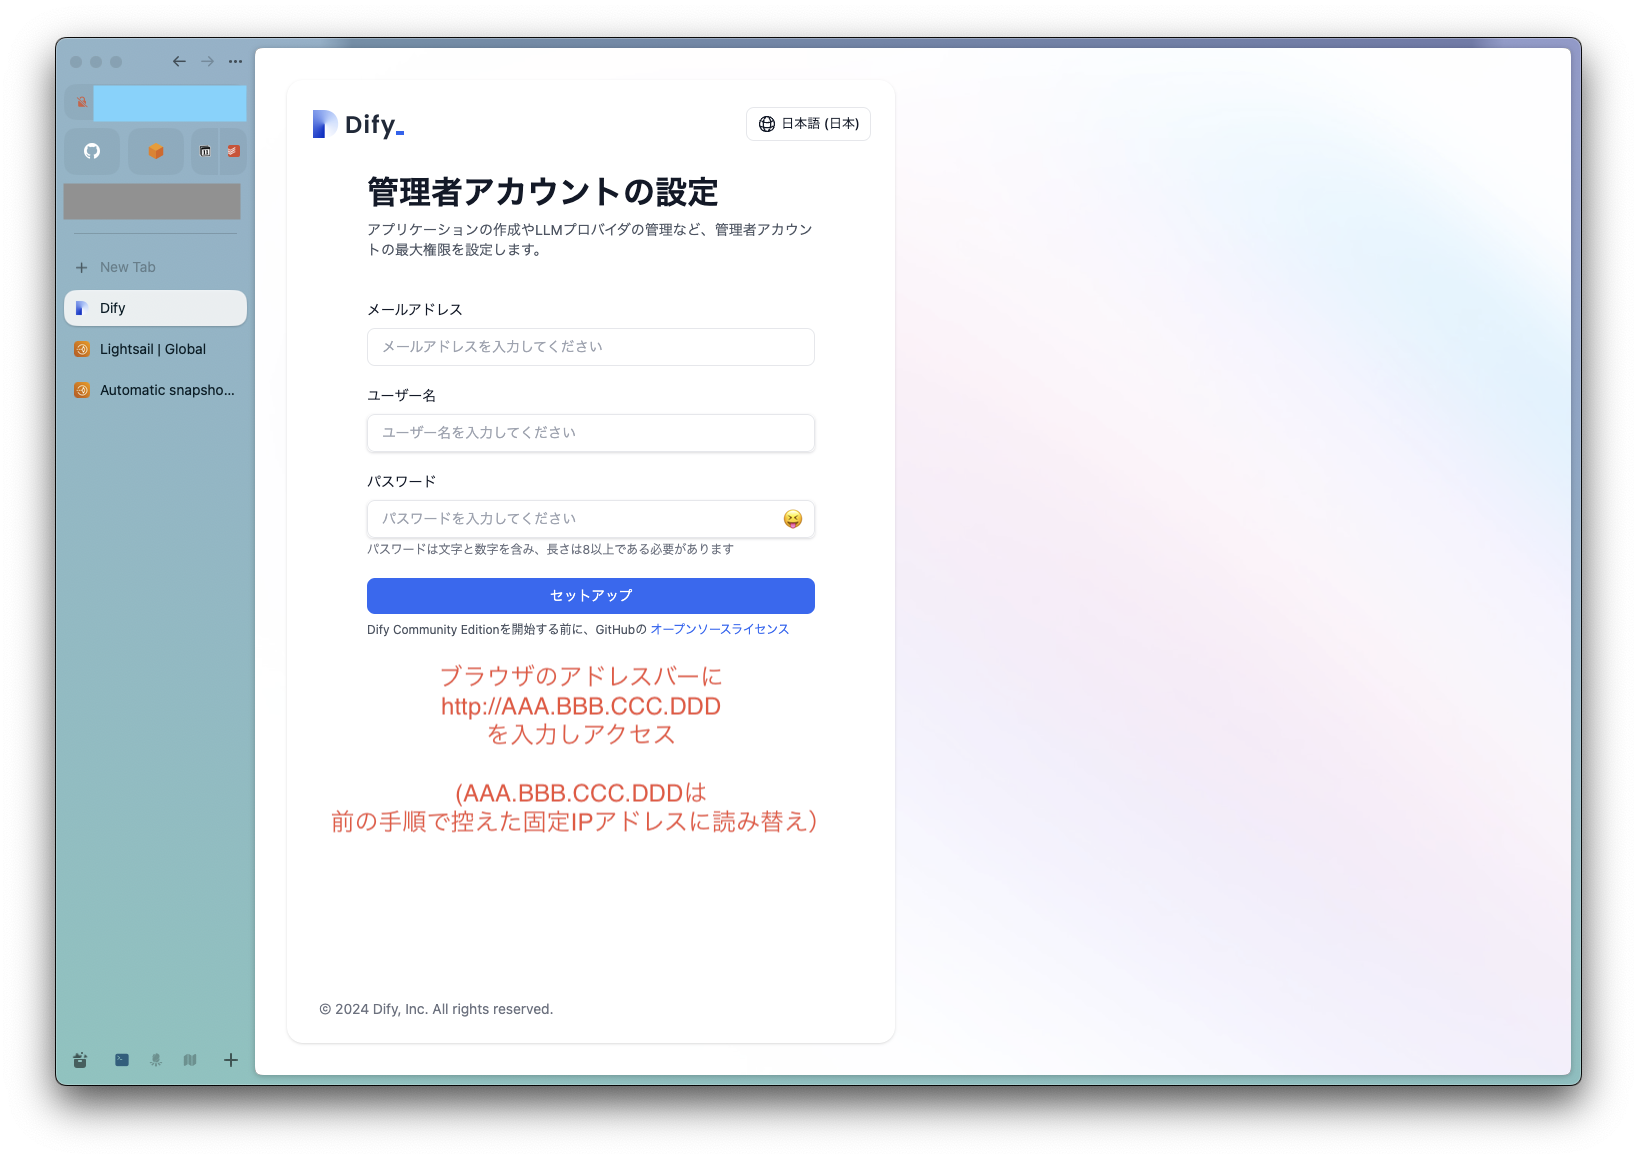 New Tab
Dify
Lightsail | Global
Automatic snapsho...
Dify_
日本語 (日本)
管理者アカウントの設定
アプリケーションの作成やLLMプロバイダの管理など、管理者アカウン
トの最大権限を設定します。
メールアドレス
メールアドレスを入力してください
ユーザー名
ユーザー名を入力してください
パスワード
パスワードを入力してください
パスワードは文字と数字を含み、長さは8以上である必要があります
セットアップ
Dify Community Editionを開始する前に、GitHubの オープンソースライセンス
ブラウザのアドレスバーに
http://AAA.BBB.CCC.DDD
を入力しアクセス
(AAA.BBB.CCC.DDDは
前の手順で控えた固定IPアドレスに読み替え）
© 2024 Dify, Inc. All rights reserved.